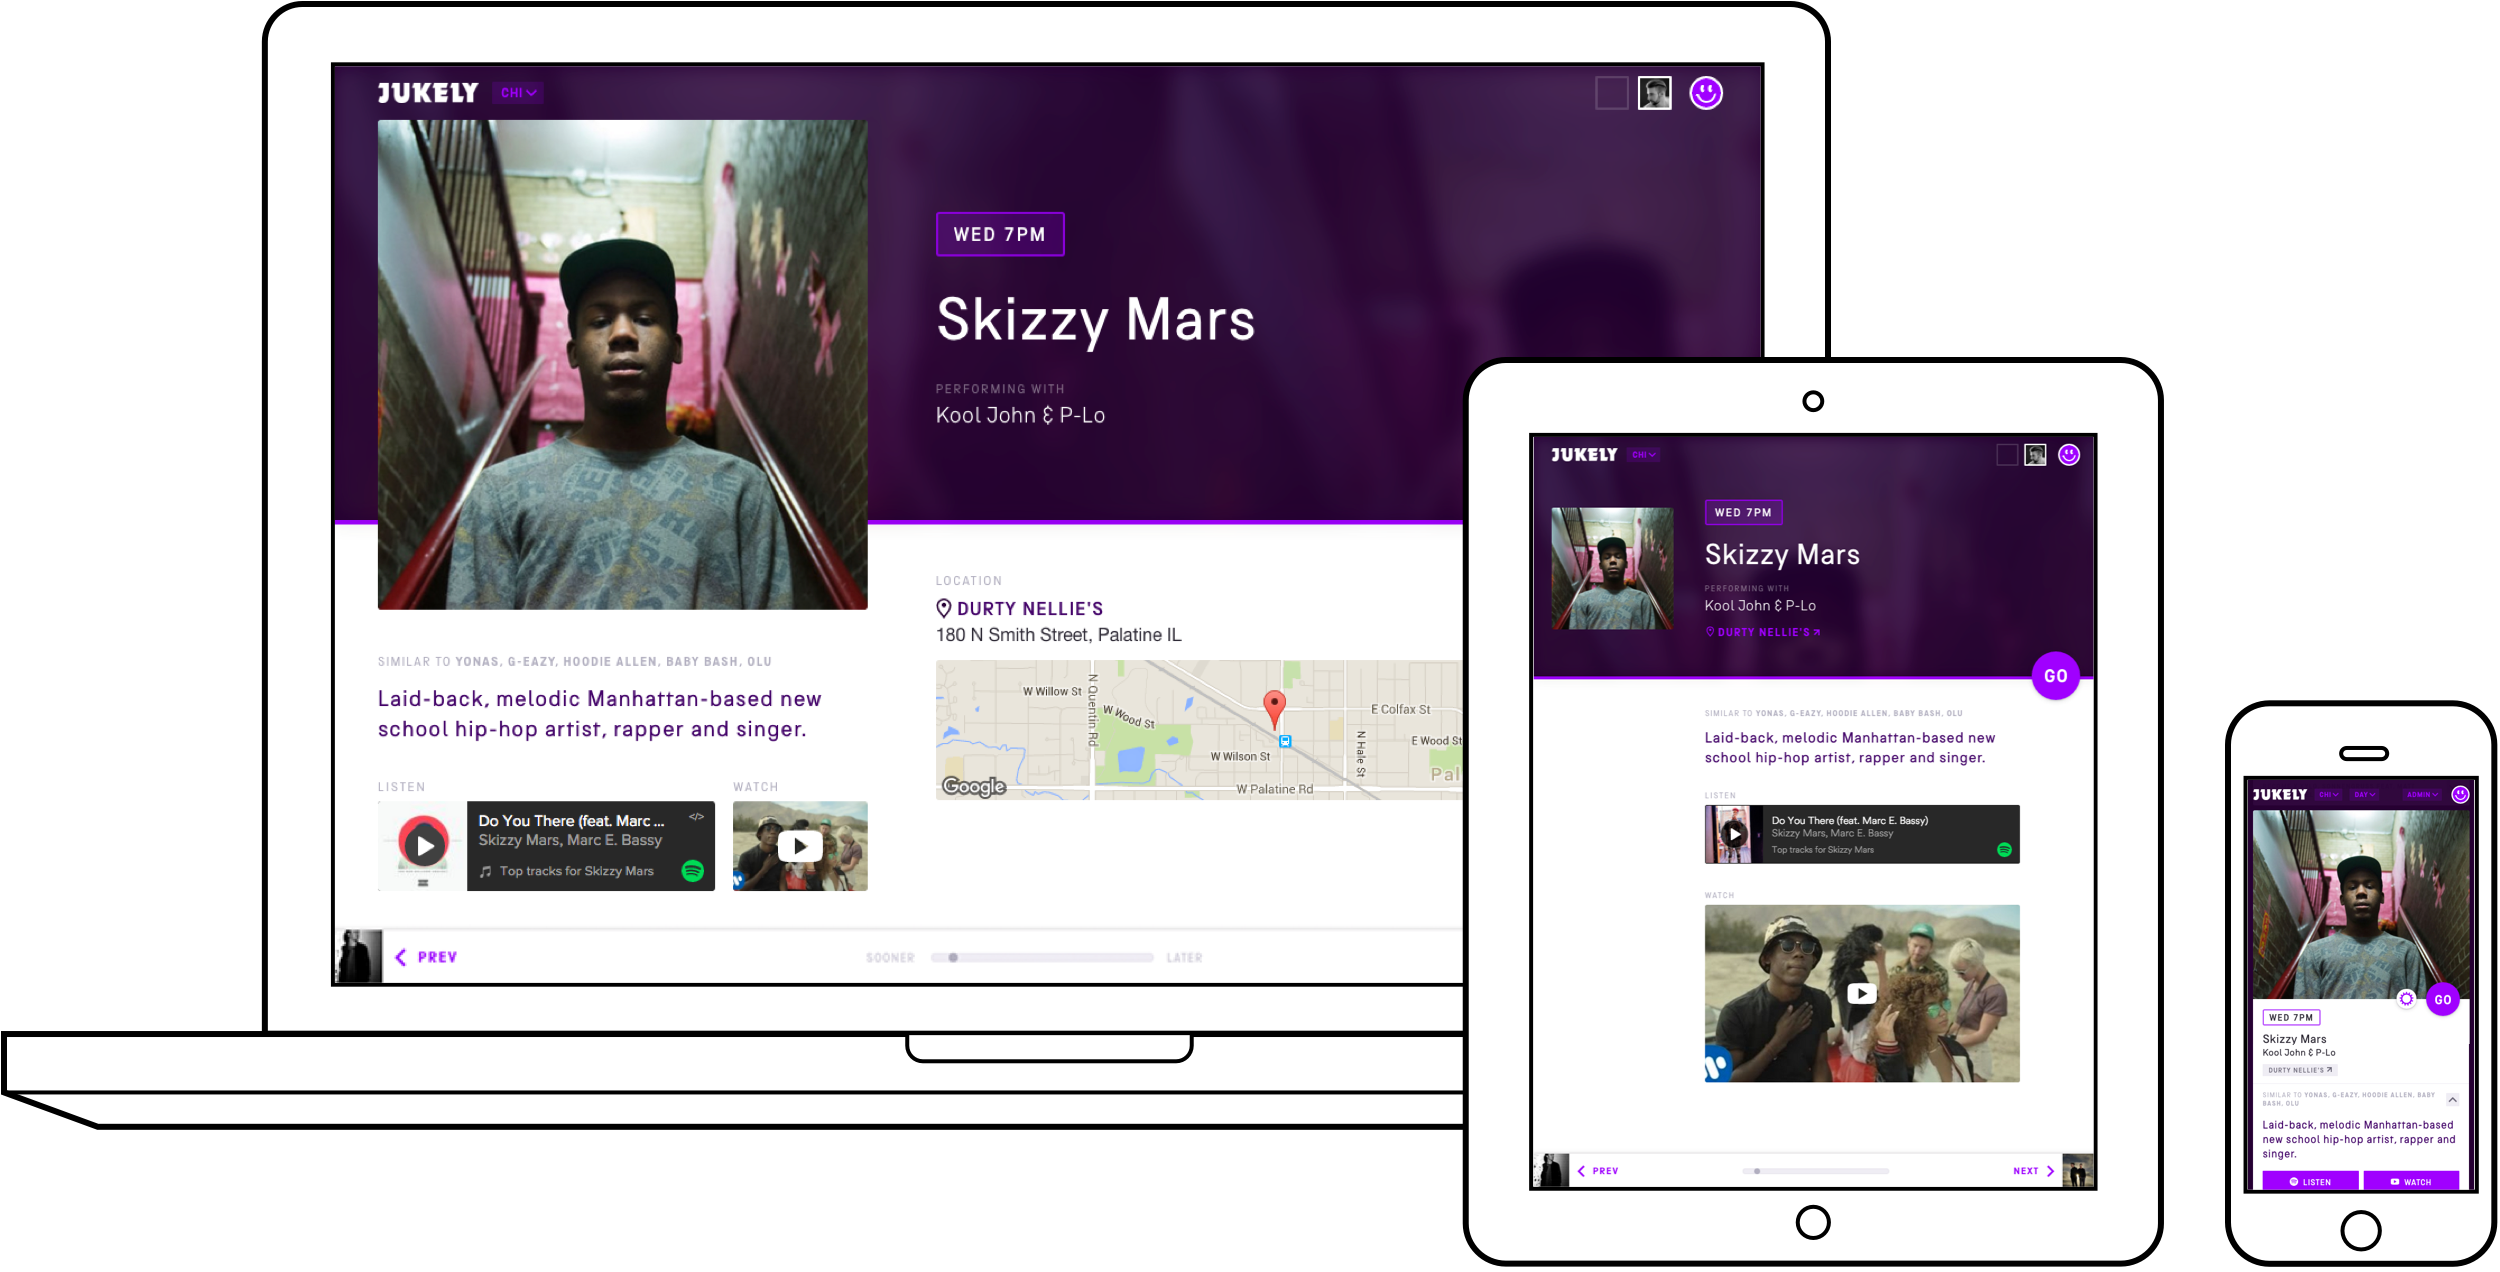 JUKELY CHI
WED 7PM
Skizzy Mars
PERFORMING WITH
Kool John & P-Lo
SIMILAR TO YONAS, G-EAZY, HOODIE ALLEN, BABY BASH, OLU
Laid-back, melodic Manhattan-based new
school hip-hop artist, rapper and singer.
LISTEN
Do You There (feat. Marc ...
</>
Skizzy Mars, Marc E. Bassy
Top tracks for Skizzy Mars
WATCH
LOCATION
DURTY NELLIE'S
180 N Smith Street, Palatine IL
W Willow St
N Quentin Rd
W Wood St
E Colfax St
W Wilson St
N Hale St
E Wood St
Pal
W Palatine Rd
Google
PREV
SOONER
LATER
JUKELY CHI
WED 7PM
Skizzy Mars
PERFORMING WITH
Kool John & P-Lo
DURTY NELLIE'S
GO
SIMILAR TO YONAS, G-EAZY, HOODIE ALLEN, BABY BASH, OLU
Laid-back, melodic Manhattan-based new
school hip-hop artist, rapper and singer.
LISTEN
Do You There (feat. Marc E. Bassy)
Skizzy Mars, Marc E. Bassy
Top tracks for Skizzy Mars
WATCH
PREV
NEXT
JUKELY CHI DAY ADMIN
GO
WED 7PM
Skizzy Mars
Kool John & P-Lo
DURTY NELLIE'S
SIMILAR TO YONAS, G-EAZY, HOODIE ALLEN, BABY
BASH, OLU
Laid-back, melodic Manhattan-based
new school hip-hop artist, rapper and
singer.
LISTEN
WATCH